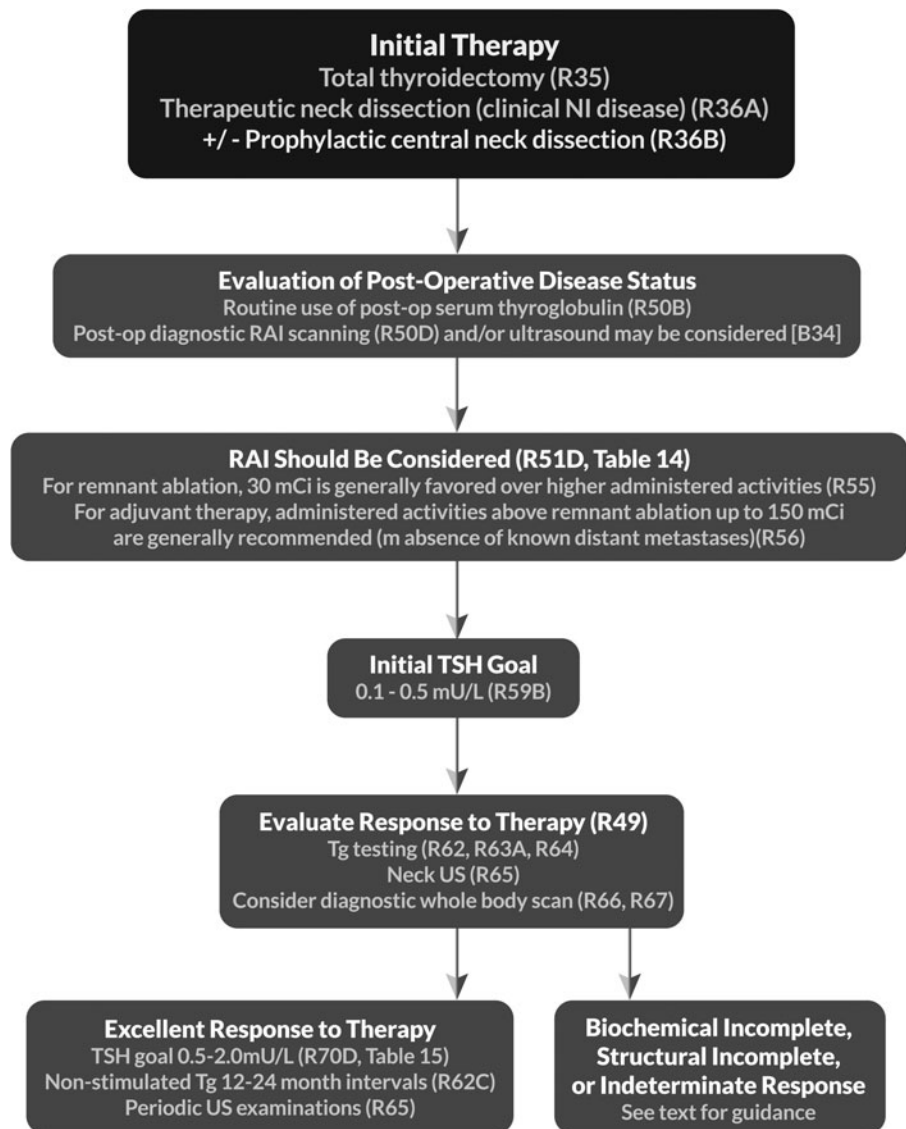 Initial Therapy
Total thyroidectomy (R35)
Therapeutic neck dissection (clinical NI disease) (R36A)
+/ - Prophylactic central neck dissection (R36B)
Evaluation of Post-Operative Disease Status
Routine use of post-op serum thyroglobulin (R50B)
Post-op diagnostic RAI scanning (R50D) and/or ultrasound may be considered [B34]
RAI Should Be Considered (R51D, Table 14)
For remnant ablation, 30 mCi is generally favored over higher administered activities (R55)
For adjuvant therapy, administered activities above remnant ablation up to 150 mCi
are generally recommended (m absence of known distant metastases)(R56)
Initial TSH Goal
0.1 - 0.5 mU/L (R59B)
Evaluate Response to Therapy (R49)
Tg testing (R62, R63A, R64)
Neck US (R65)
Consider diagnostic whole body scan (R66, R67)
Excellent Response to Therapy
TSH goal 0.5-2.0mU/L (R70D, Table 15)
Non-stimulated Tg 12-24 month intervals (R62C)
Periodic US examinations (R65)
Biochemical Incomplete,
Structural Incomplete,
or Indeterminate Response
See text for guidance